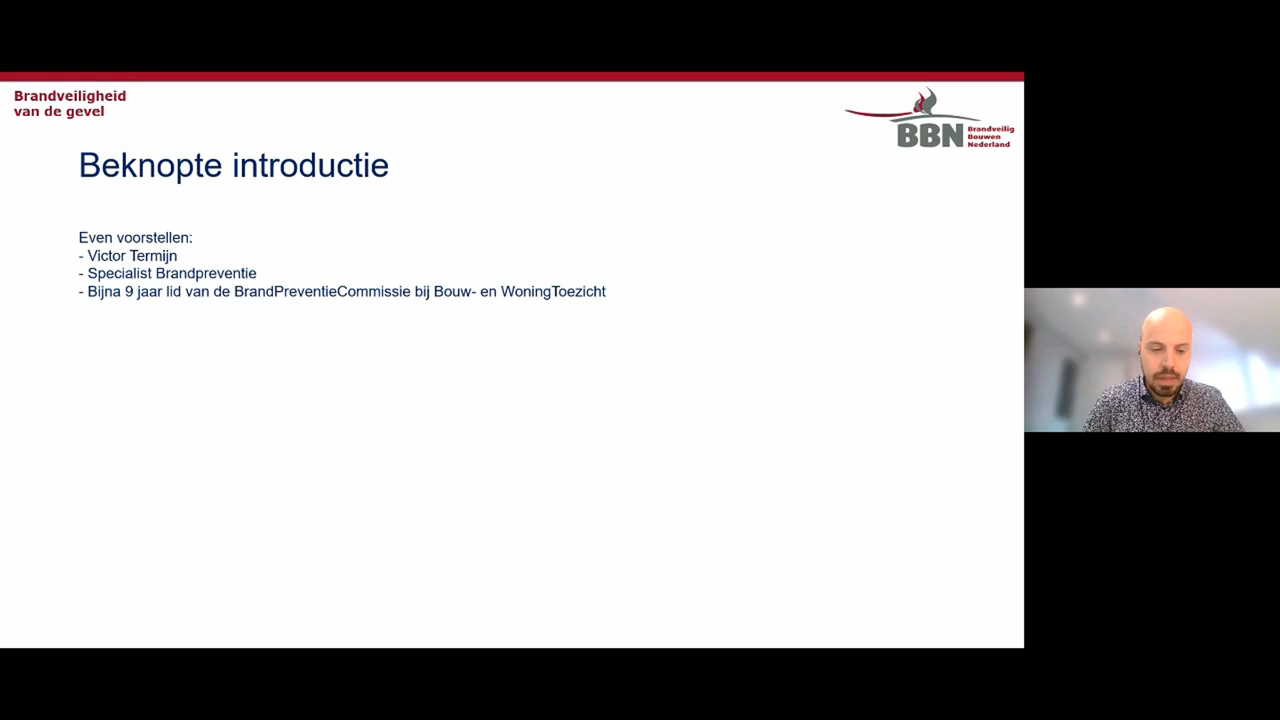 Brandveiligheid
van de gevel
BBN Brandveilig
Bouwen
Nederland
Beknopte introductie
Even voorstellen:
- Victor Termijn
- Specialist Brandpreventie
- Bijna 9 jaar lid van de BrandPreventieCommissie bij Bouw- en WoningToezicht